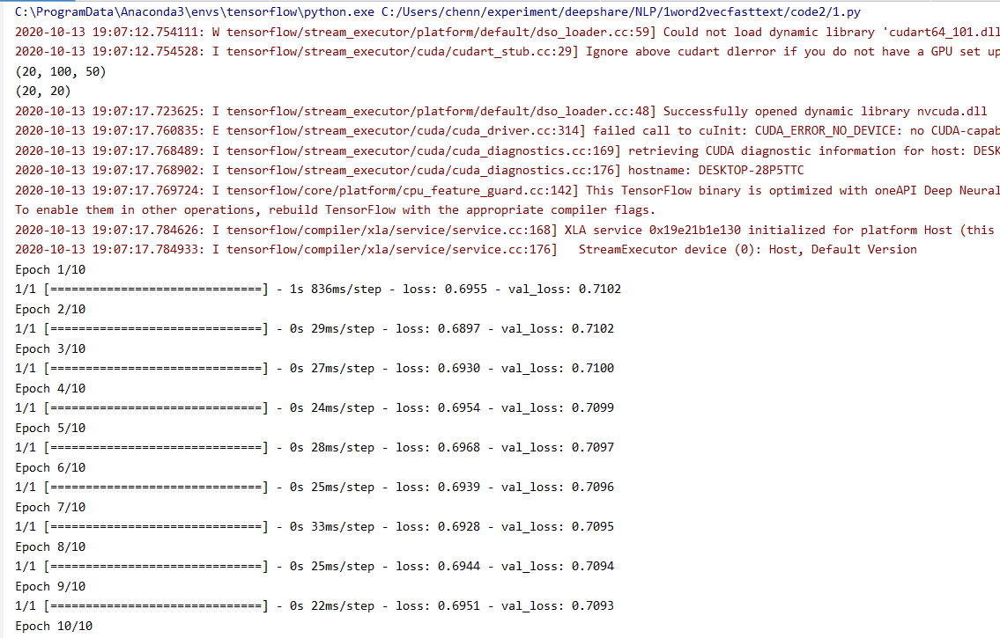 C:\ProgramData\Anaconda3\envs\tensorflow\python.exe C:/Users/chenn/experiment/deepshare/NLP/1word2vecfasttext/code2/1.py
2020-10-13 19:07:12.754111: W tensorflow/stream_executor/platform/default/dso_loader.cc:59] Could not load dynamic library 'cudart64_101.dll
2020-10-13 19:07:12.754528: I tensorflow/stream_executor/cuda/cudart_stub.cc:29] Ignore above cudart dlerror if you do not have a GPU set up
(20, 100, 50)
(20, 20)
2020-10-13 19:07:17.723625: I tensorflow/stream_executor/platform/default/dso_loader.cc:48] Successfully opened dynamic library nvcuda.dll
2020-10-13 19:07:17.760835: E tensorflow/stream_executor/cuda/cuda_driver.cc:314] failed call to cuInit: CUDA_ERROR_NO_DEVICE: no CUDA-capab
2020-10-13 19:07:17.768489: I tensorflow/stream_executor/cuda/cuda_diagnostics.cc:169] retrieving CUDA diagnostic information for host: DESK
2020-10-13 19:07:17.768902: I tensorflow/stream_executor/cuda/cuda_diagnostics.cc:176] hostname: DESKTOP-28P5TTC
2020-10-13 19:07:17.769724: I tensorflow/core/platform/cpu_feature_guard.cc:142] This TensorFlow binary is optimized with oneAPI Deep Neural
To enable them in other operations, rebuild TensorFlow with the appropriate compiler flags.
2020-10-13 19:07:17.784626: I tensorflow/compiler/xla/service/service.cc:168] XLA service 0x19e21b1e130 initialized for platform Host (this
2020-10-13 19:07:17.784933: I tensorflow/compiler/xla/service/service.cc:176]   StreamExecutor device (0): Host, Default Version
Epoch 1/10
1/1 [==============================] - 1s 836ms/step - loss: 0.6955 - val_loss: 0.7102
Epoch 2/10
1/1 [==============================] - 0s 29ms/step - loss: 0.6897 - val_loss: 0.7102
Epoch 3/10
1/1 [==============================] - 0s 27ms/step - loss: 0.6930 - val_loss: 0.7100
Epoch 4/10
1/1 [==============================] - 0s 24ms/step - loss: 0.6954 - val_loss: 0.7099
Epoch 5/10
1/1 [==============================] - 0s 28ms/step - loss: 0.6968 - val_loss: 0.7097
Epoch 6/10
1/1 [==============================] - 0s 25ms/step - loss: 0.6939 - val_loss: 0.7096
Epoch 7/10
1/1 [==============================] - 0s 33ms/step - loss: 0.6928 - val_loss: 0.7095
Epoch 8/10
1/1 [==============================] - 0s 25ms/step - loss: 0.6944 - val_loss: 0.7094
Epoch 9/10
1/1 [==============================] - 0s 22ms/step - loss: 0.6951 - val_loss: 0.7093
Epoch 10/10